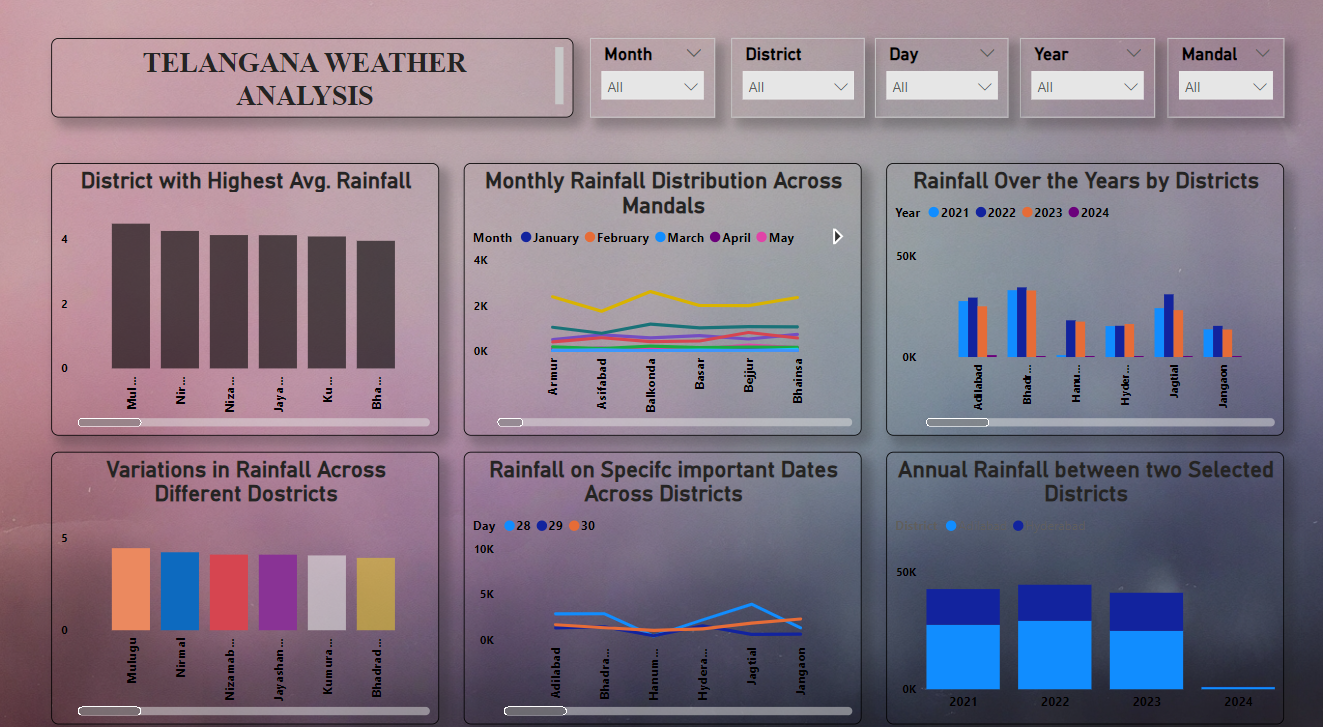 TELANGANA WEATHER
ANALYSIS
Month
All
District
All
Day
All
Year
All
Mandal
All
District with Highest Avg. Rainfall
4
2
0
Mul...
Nir...
Niza...
Jaya...
Ku...
Bha...
Monthly Rainfall Distribution Across
Mandals
Month January February March April May
4K
2K
0K
Armur
Asifabad
Balkonda
Basar
Bejjur
Bhainsa
Rainfall Over the Years by Districts
Year 2021 2022 2023 2024
50K
0K
Adilabad
Bhadr...
Hanu...
Hyder...
Jagtial
Jangaon
Variations in Rainfall Across
Different Dostricts
5
0
Mulugu
Nirmal
Nizamab...
Jayashan...
Kumura...
Bhadrad...
Rainfall on Specifc important Dates
Across Districts
Day 28 29 30
10K
5K
0K
Adilabad
Bhadra...
Hanum...
Hydera...
Jagtial
Jangaon
Annual Rainfall between two Selected
Districts
50K
0K
2021
2022
2023
2024